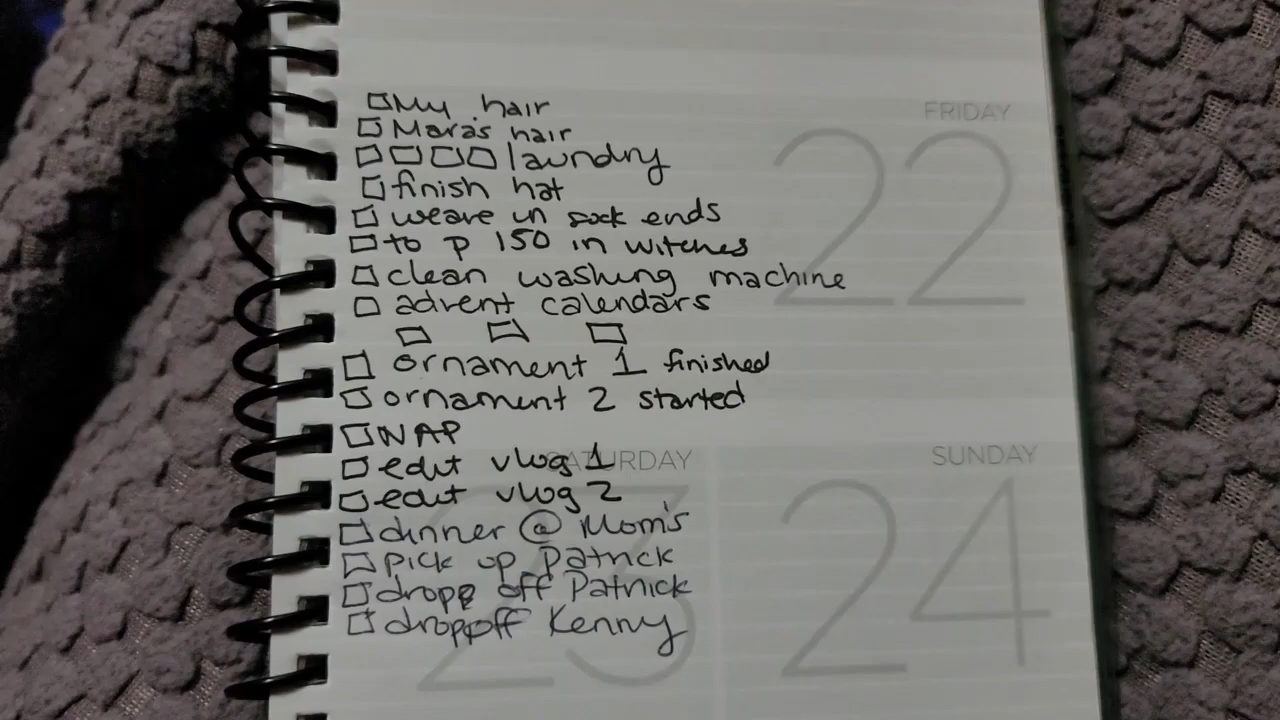 ☐ My hair
FRIDAY
☐ Mara's hair
22
☐ ☐ ☐ ☐ laundry
☐ finish hat
☐ weave in sock ends
☐ to p 150 in witches
☐ clean washing machine
☐ advent calendars
☐ ☐ ☐
☐ ornament 1 finished
☐ ornament 2 started
☐ NAP
☐ edit vlog 1
SATURDAY
SUNDAY
☐ edit vlog 2
☐ dinner @ Mom's
☐ pick up Patrick
23
24
☐ dropp off Patrick
☐ droppoff Kenny